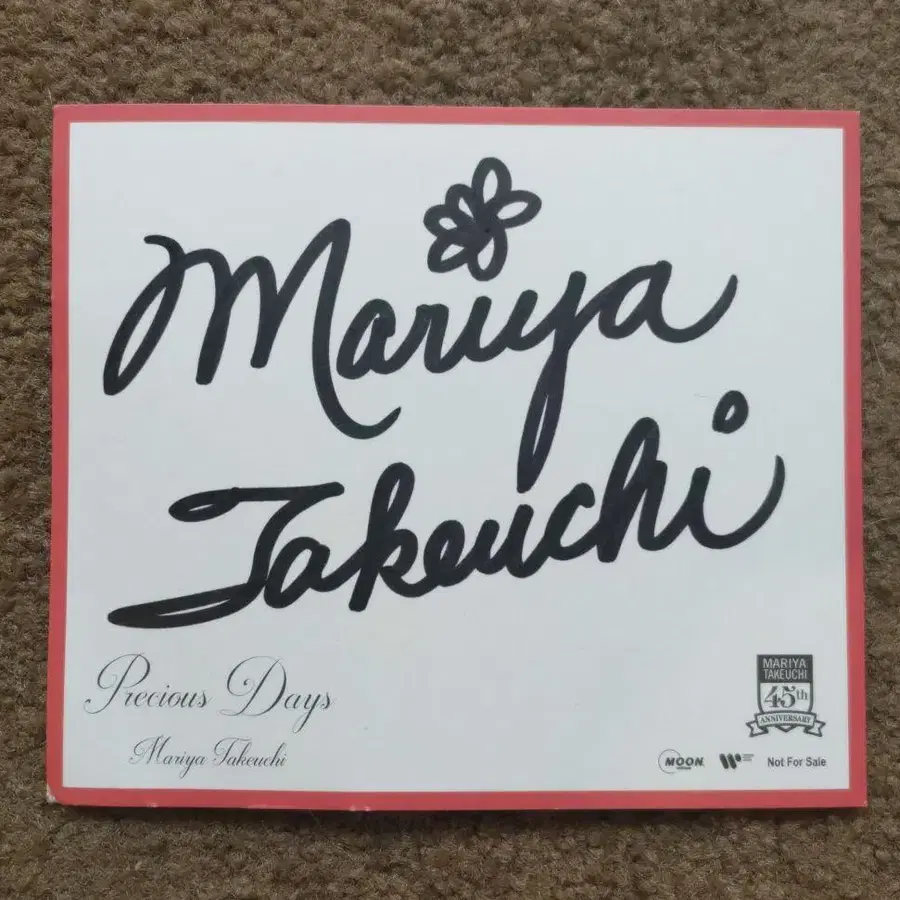 Mariya
Takeuchi
Precious Days
Mariya Takeuchi
MARIYA
TAKEUCHI
45th
ANNIVERSARY
MOON
Not For Sale